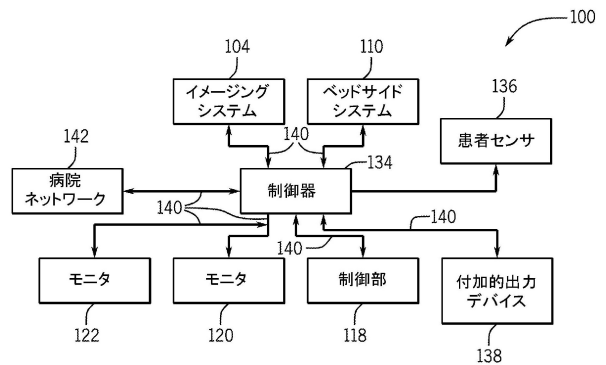 100
104
110
136
イメージング
システム
ベッドサイド
システム
患者センサ
142
140
134
病院
ネットワーク
制御器
140
140
140
モニタ
モニタ
制御部
付加的出力
デバイス
122
120
118
138